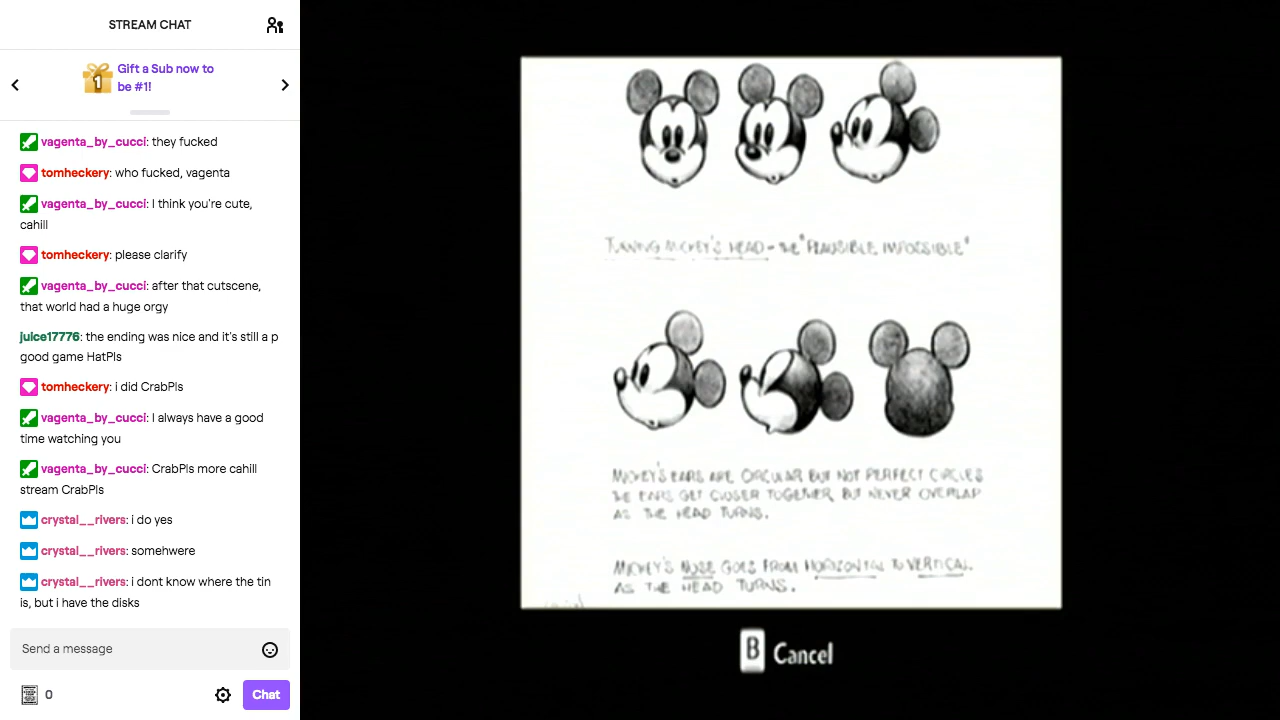 STREAM CHAT
Gift a Sub now to
be #1!
1
vagenta_by_cucci: they fucked
tomheckery: who fucked, vagenta
vagenta_by_cucci: I think you're cute,
cahill
tomheckery: please clarify
vagenta_by_cucci: after that cutscene,
that world had a huge orgy
juice17776: the ending was nice and it's still a p
good game HatPls
tomheckery: i did CrabPls
vagenta_by_cucci: I always have a good
time watching you
vagenta_by_cucci: CrabPls more cahill
stream CrabPls
crystal__rivers: i do yes
crystal__rivers: somehwere
crystal__rivers: i dont know where the tin
is, but i have the disks
Send a message
0
Chat
TURNING MICKEY'S HEAD - THE "PLAUSIBLE IMPOSSIBLE"
MICKEY'S EARS ARE CIRCULAR BUT NOT PERFECT CIRCLES
THE EARS GET CLOSER TOGETHER, BUT NEVER OVERLAP
AS THE HEAD TURNS.
MICKEY'S NOSE GOES FROM HORIZONTAL TO VERTICAL
AS THE HEAD TURNS.
B Cancel